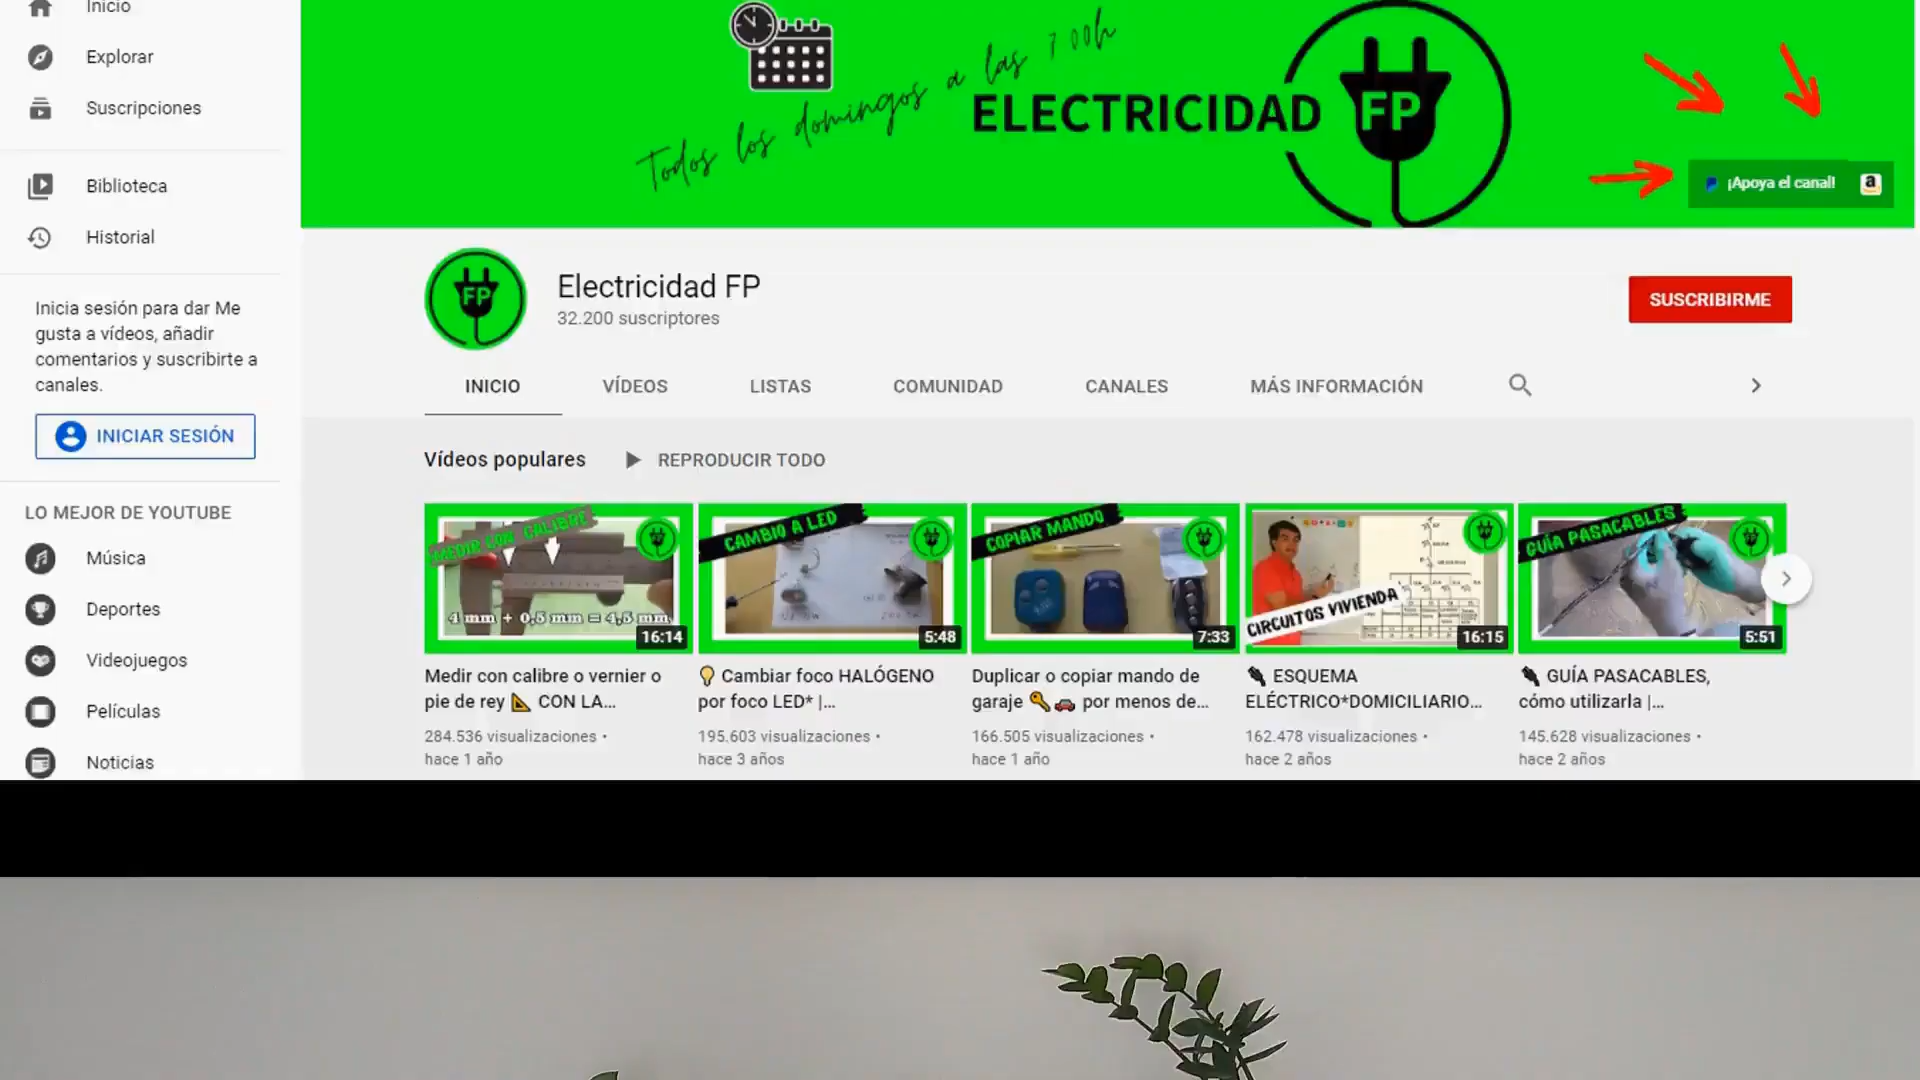 Inicio
Explorar
Suscripciones
Biblioteca
Historial
Inicia sesión para dar Me
gusta a vídeos, añadir
comentarios y suscribirte a
canales.
INICIAR SESIÓN
LO MEJOR DE YOUTUBE
Música
Deportes
Videojuegos
Películas
Noticias
Todos los domingos a las 7:00h
ELECTRICIDAD FP
¡Apoya el canal! a
FP
Electricidad FP
32.200 suscriptores
SUSCRIBIRME
INICIO VÍDEOS LISTAS COMUNIDAD CANALES MÁS INFORMACIÓN
Vídeos populares REPRODUCIR TODO
MEDIR CON CALIBRE
4 mm + 0,5 mm = 4,5 mm
16:14
Medir con calibre o vernier o
pie de rey 📐 CON LA...
284.536 visualizaciones •
hace 1 año
CAMBIO A LED
5:48
💡 Cambiar foco HALÓGENO
por foco LED* |...
195.603 visualizaciones •
hace 3 años
COPIAR MANDO
7:33
Duplicar o copiar mando de
garaje 🔑🚗 por menos de...
166.505 visualizaciones •
hace 1 año
CIRCUITOS VIVIENDA
16:15
🔌 ESQUEMA
ELÉCTRICO*DOMICILIARIO...
162.478 visualizaciones •
hace 2 años
GUÍA PASACABLES
5:51
🔌 GUÍA PASACABLES,
cómo utilizarla |...
145.628 visualizaciones •
hace 2 años